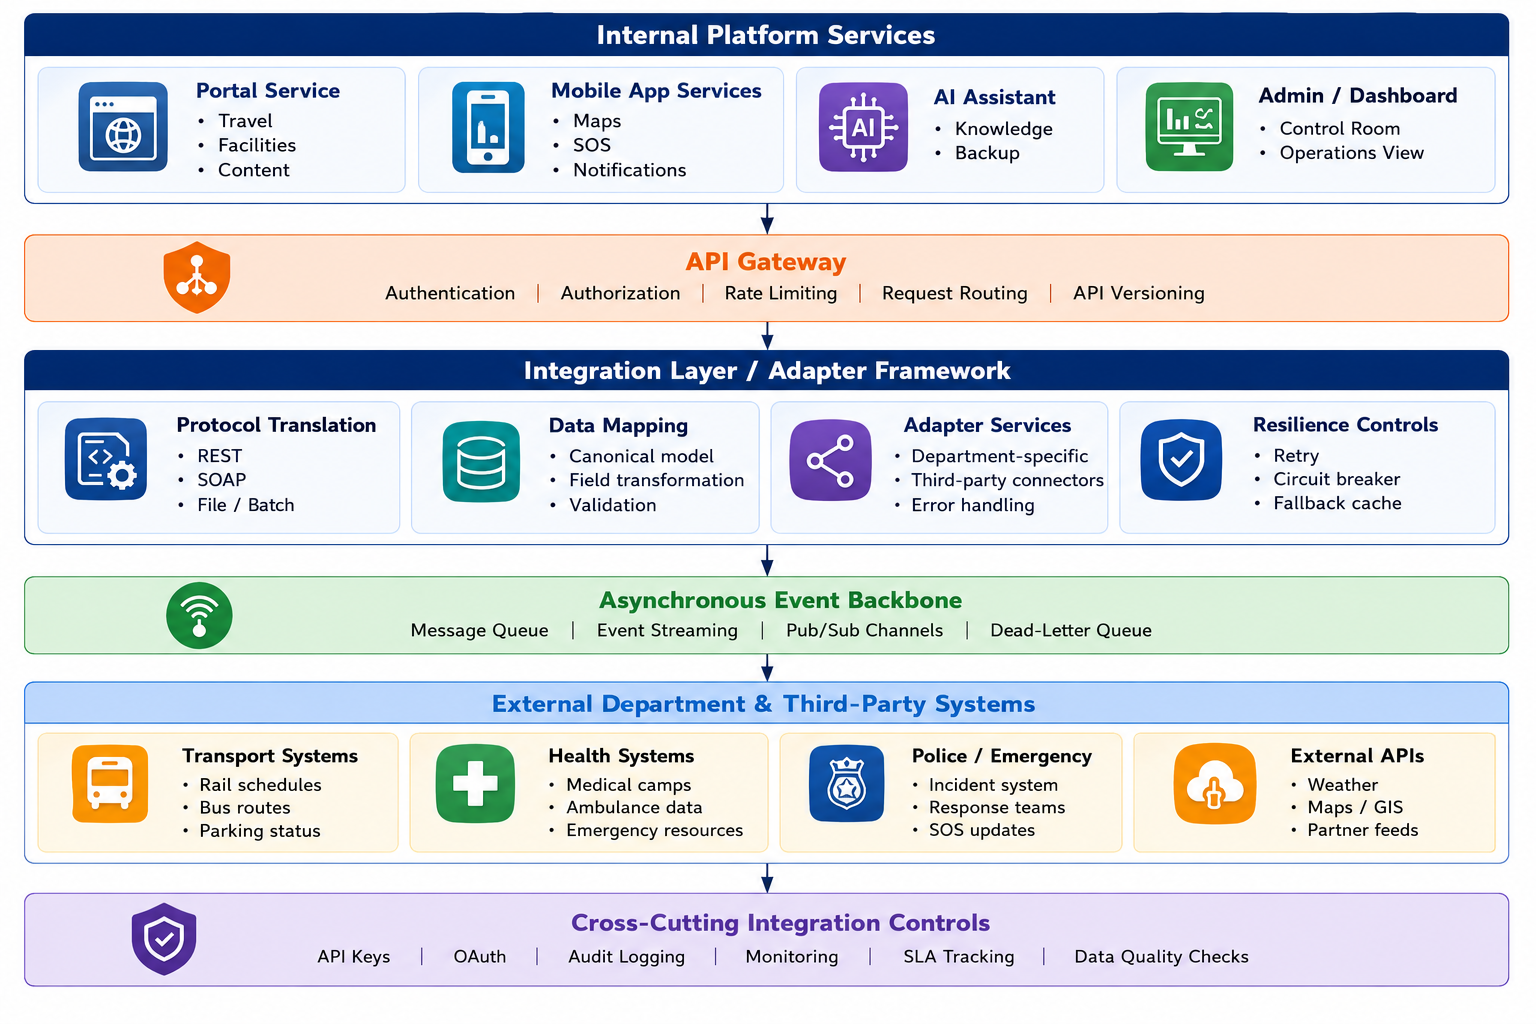 Internal Platform Services
Portal Service
• Travel
• Facilities
• Content
Mobile App Services
• Maps
• SOS
• Notifications
AI
AI Assistant
• Knowledge
• Backup
Admin / Dashboard
• Control Room
• Operations View
API Gateway
Authentication | Authorization | Rate Limiting | Request Routing | API Versioning
Integration Layer / Adapter Framework
Protocol Translation
• REST
• SOAP
• File / Batch
Data Mapping
• Canonical model
• Field transformation
• Validation
Adapter Services
• Department-specific
• Third-party connectors
• Error handling
Resilience Controls
• Retry
• Circuit breaker
• Fallback cache
Asynchronous Event Backbone
Message Queue | Event Streaming | Pub/Sub Channels | Dead-Letter Queue
External Department & Third-Party Systems
Transport Systems
• Rail schedules
• Bus routes
• Parking status
Health Systems
• Medical camps
• Ambulance data
• Emergency resources
Police / Emergency
• Incident system
• Response teams
• SOS updates
External APIs
• Weather
• Maps / GIS
• Partner feeds
Cross-Cutting Integration Controls
API Keys | OAuth | Audit Logging | Monitoring | SLA Tracking | Data Quality Checks